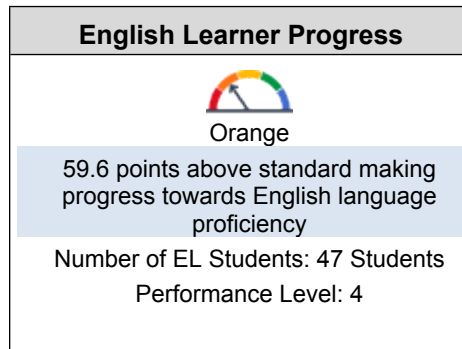 English Learner Progress
Orange
59.6 points above standard making
progress towards English language
proficiency
Number of EL Students: 47 Students
Performance Level: 4